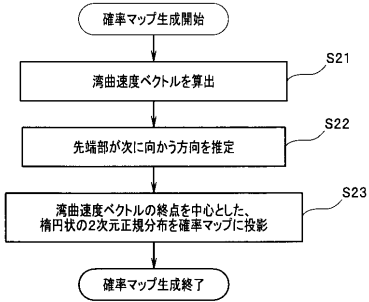 確率マップ生成開始
S21
湾曲速度ベクトルを算出
S22
先端部が次に向かう方向を推定
S23
湾曲速度ベクトルの終点を中心とした、
楕円状の2次元正規分布を確率マップに投影
確率マップ生成終了